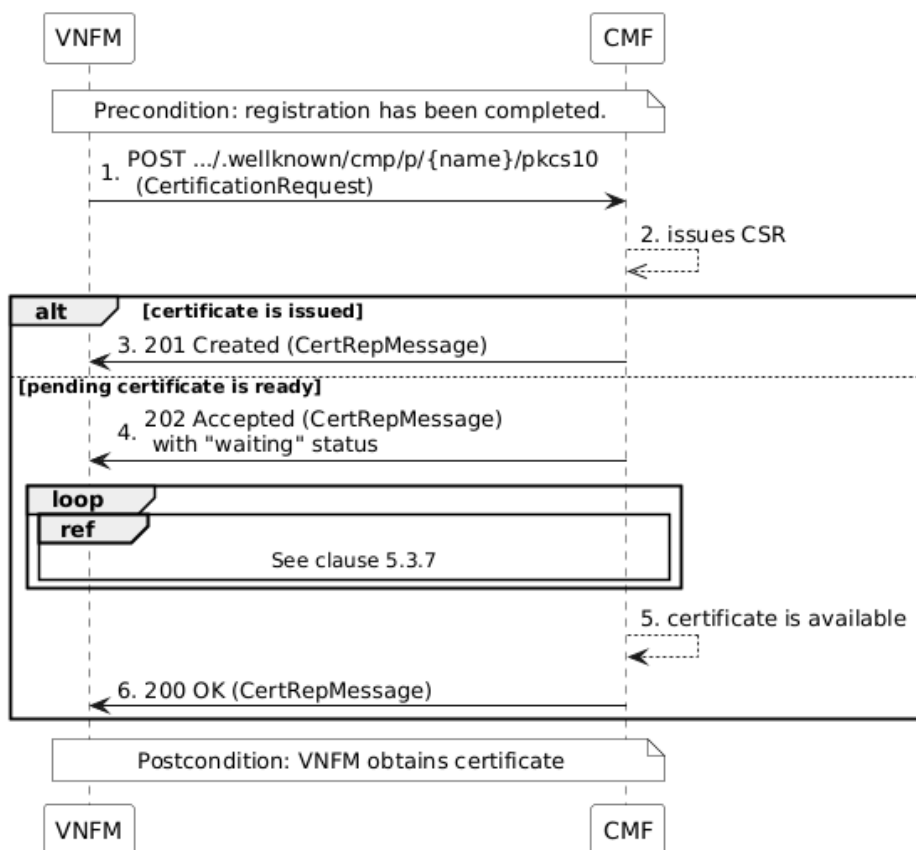 VNFM
CMF
Precondition: registration has been completed.
1. POST .../.wellknown/cmp/p/{name}/pkcs10
(CertificationRequest)
2. issues CSR
alt [certificate is issued]
3. 201 Created (CertRepMessage)
[pending certificate is ready]
4. 202 Accepted (CertRepMessage)
with "waiting" status
loop
ref
See clause 5.3.7
5. certificate is available
6. 200 OK (CertRepMessage)
Postcondition: VNFM obtains certificate
VNFM
CMF